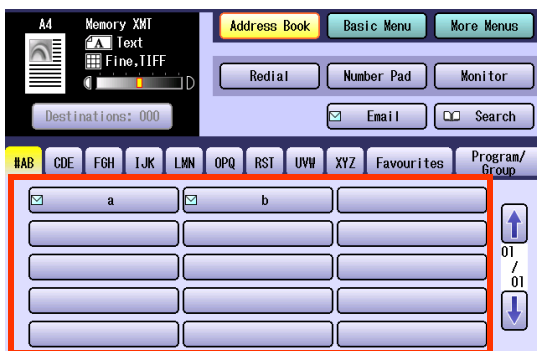 A4 Memory XMT
A Text
Fine,TIFF
D
Destinations: 000
Address Book Basic Menu More Menus
Redial Number Pad Monitor
Email Search
#AB CDE FGH IJK LMN OPQ RST UVW XYZ Favourites Program/
Group
a b
01
/
01